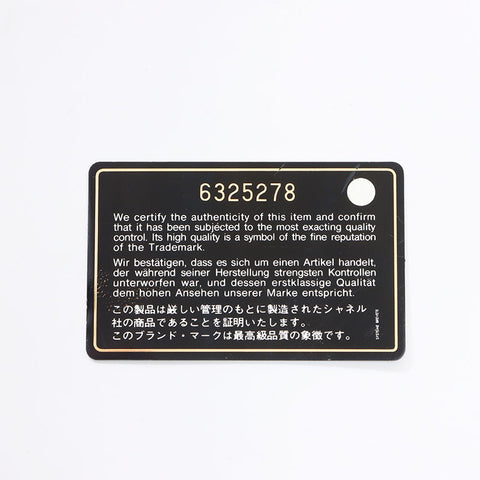 6325278
We certify the authenticity of this item and confirm
that it has been subjected to the most exacting quality
control. Its high quality is a symbol of the fine reputation
of the Trademark.
Wir bestätigen, dass es sich um einen Artikel handelt,
der während seiner Herstellung strengsten Kontrollen
unterworfen war, und dessen erstklassige Qualität
dem hohen Ansehen unserer Marke entspricht.
この製品は厳しい管理のもとに製造されたシャネル
社の商品であることを証明いたします。
このブランド・マークは最高級品質の象徴です。